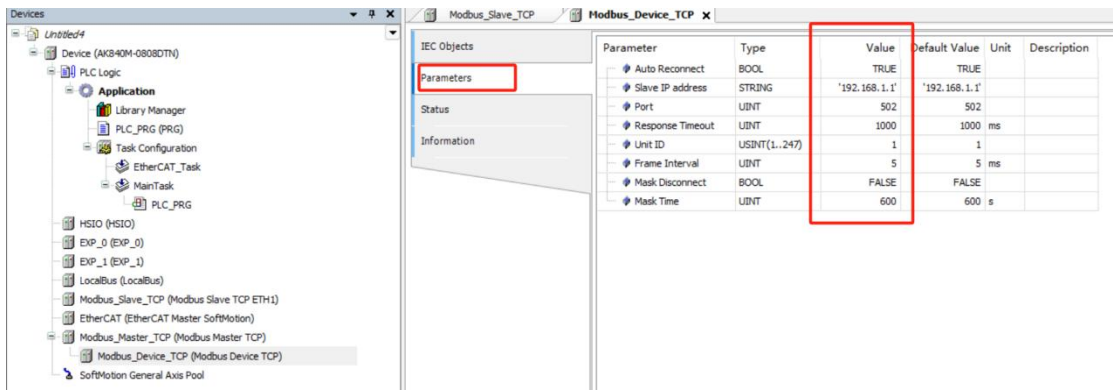 Devices
Untitled4
Device (AK840M-0808DTN)
PLC Logic
Application
Library Manager
PLC_PRG (PRG)
Task Configuration
EtherCAT_Task
MainTask
PLC_PRG
HSIO (HSIO)
EXP_0 (EXP_0)
EXP_1 (EXP_1)
LocalBus (LocalBus)
Modbus_Slave_TCP (Modbus Slave TCP ETH1)
EtherCAT (EtherCAT Master SoftMotion)
Modbus_Master_TCP (Modbus Master TCP)
Modbus_Device_TCP (Modbus Device TCP)
SoftMotion General Axis Pool
Modbus_Slave_TCP Modbus_Device_TCP X
IEC Objects
Parameters
Status
Information
Parameter Type Value Default Value Unit Description
Auto Reconnect BOOL TRUE TRUE
Slave IP address STRING '192.168.1.1' '192.168.1.1'
Port UINT 502 502
Response Timeout UINT 1000 1000 ms
Unit ID USINT(1..247) 1 1
Frame Interval UINT 5 5 ms
Mask Disconnect BOOL FALSE FALSE
Mask Time UINT 600 600 s